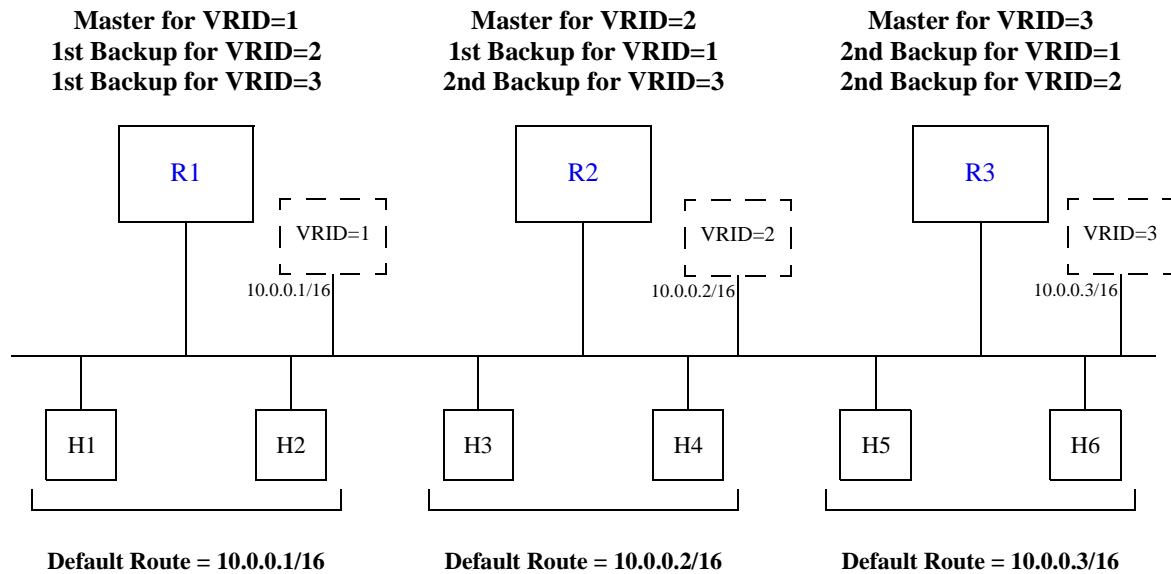 Master for VRID=1
1st Backup for VRID=2
1st Backup for VRID=3
Master for VRID=2
1st Backup for VRID=1
2nd Backup for VRID=3
Master for VRID=3
2nd Backup for VRID=1
2nd Backup for VRID=2
R1
R2
R3
VRID=1
VRID=2
VRID=3
10.0.0.1/16
10.0.0.2/16
10.0.0.3/16
H1
H2
H3
H4
H5
H6
Default Route = 10.0.0.1/16
Default Route = 10.0.0.2/16
Default Route = 10.0.0.3/16